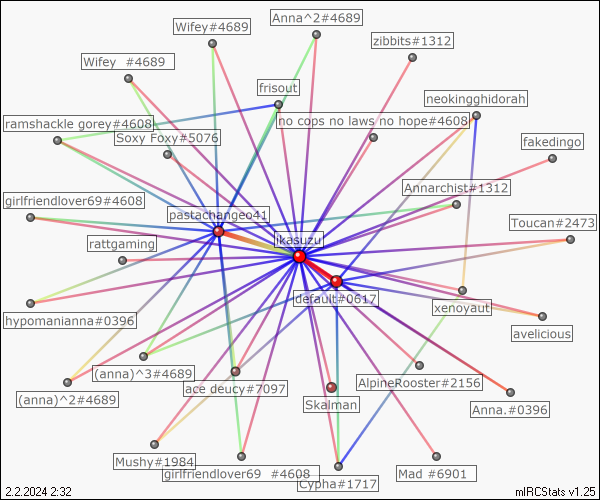 Anna^2#4689
Wifey#4689
zibbits#1312
Wifey  #4689
frisout
neokingghidorah
ramshackle gorey#4608
no cops no laws no hope#4608
Soxy Foxy#5076
fakedingo
Annarchist#1312
girlfriendlover69#4608
pastachangeo41
Toucan#2473
rattgaming
ikasuzu
default#0617
xenoyaut
hypomanianna#0396
avelicious
(anna)^3#4689
AlpineRooster#2156
ace deucy#7097
(anna)^2#4689
Skalman
Anna.#0396
Mushy#1984
girlfriendlover69  #4608
Mad #6901
Cypha#1717
2.2.2024 2:32
mIRCStats v1.25